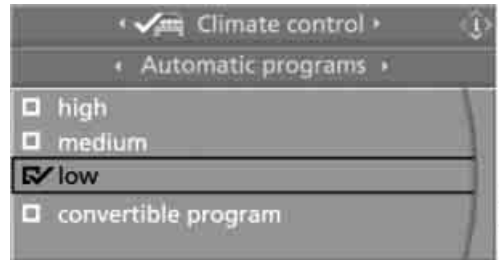 Climate control
Automatic programs
high
medium
low
convertible program